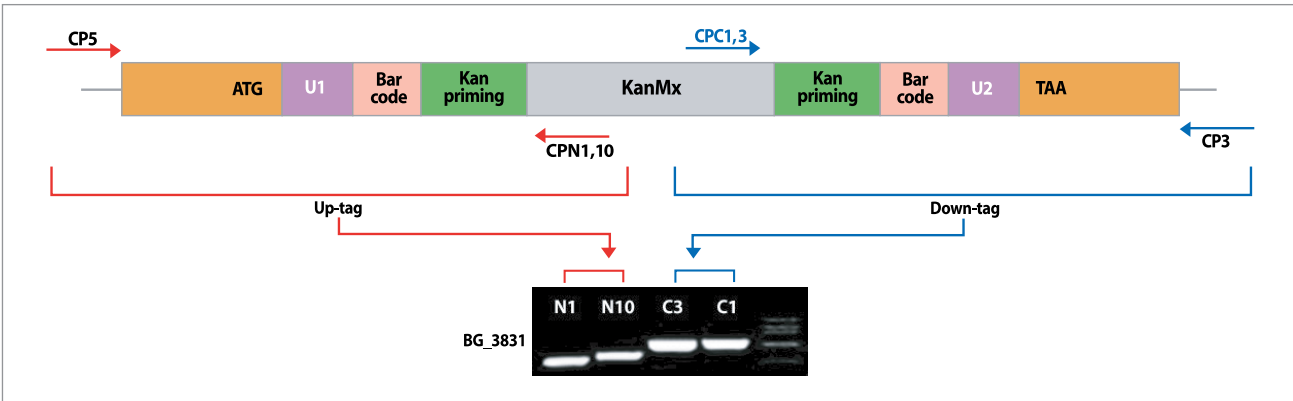 CP5
CPC1,3
ATG
U1
Bar
code
Kan
priming
KanMx
Kan
priming
Bar
code
U2
TAA
CPN1,10
CP3
Up-tag
Down-tag
N1 N10 C3 C1
BG_3831